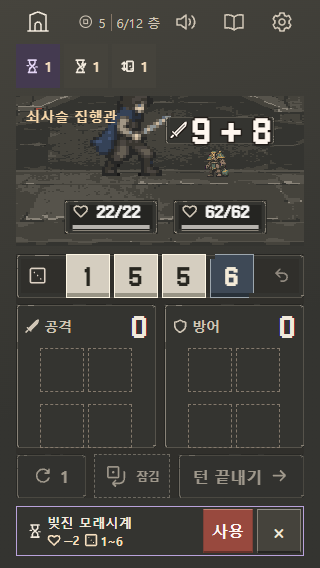 5 6/12 층
1 1 1
쇠사슬 집행관
9 + 8
22/22 62/62
1 5 5 6
공격 0 방어 0
1 잠김 턴 끝내기 →
빚진 모래시계
−2 1~6
사용 ×